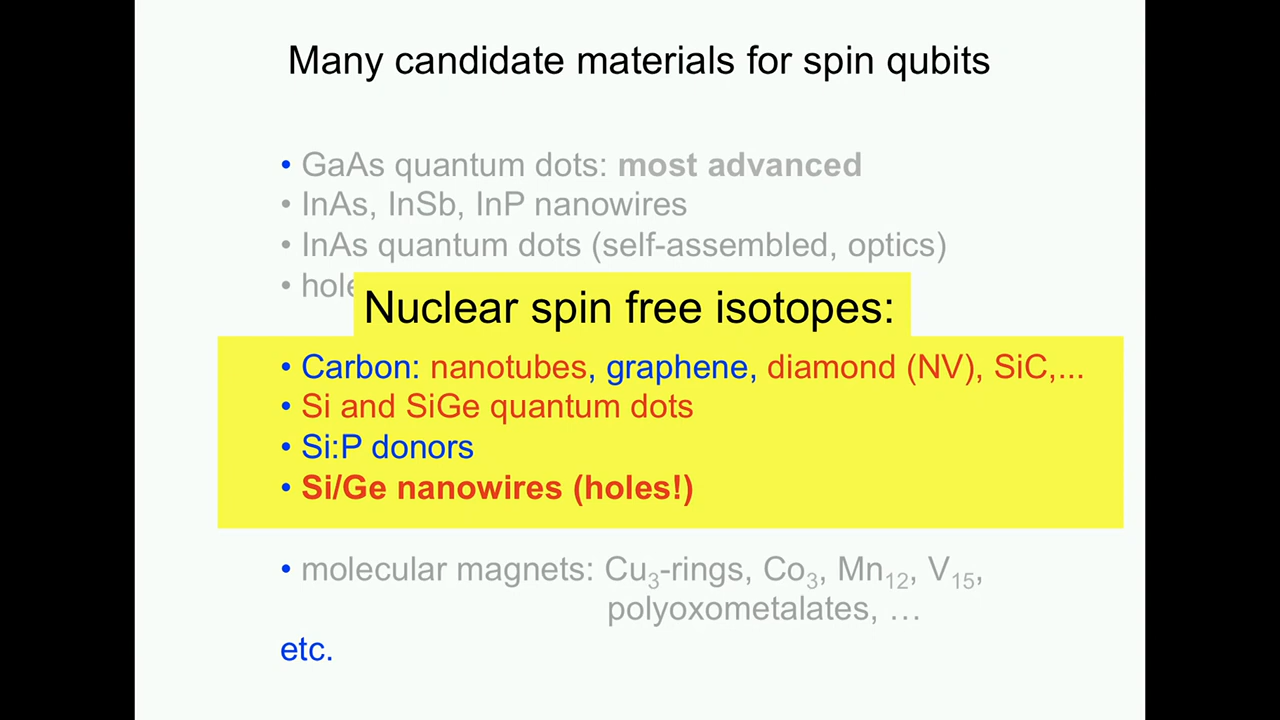 Many candidate materials for spin qubits
• GaAs quantum dots: most advanced
• InAs, InSb, InP nanowires
• InAs quantum dots (self-assembled, optics)
• hole
Nuclear spin free isotopes:
• Carbon: nanotubes, graphene, diamond (NV), SiC,...
• Si and SiGe quantum dots
• Si:P donors
• Si/Ge nanowires (holes!)
• molecular magnets: Cu₃-rings, Co₃, Mn₁₂, V₁₅,
polyoxometalates, …
etc.